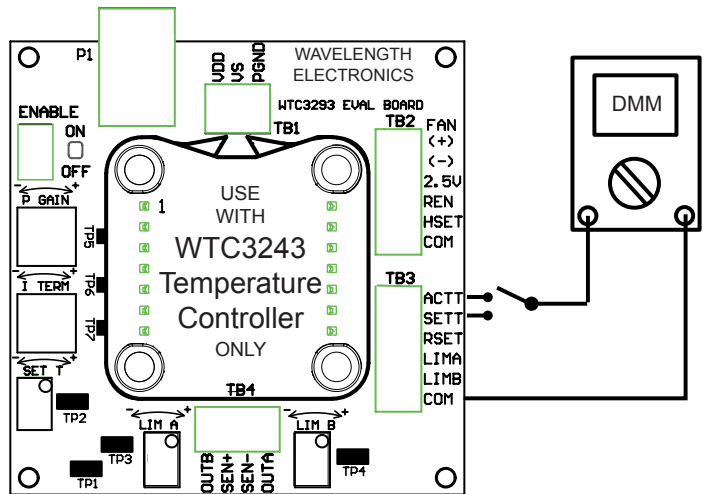 P1
VDD
VS
PGND
WAVELENGTH
ELECTRONICS
WTC3293 EVAL BOARD
TB1
ENABLE
ON
OFF
- +
P GAIN
TP5
- +
I TERM
TP6
TP7
- +
SET T
TP2
1
USE
WITH
WTC3243
Temperature
Controller
ONLY
TB2
FAN
(+)
(-)
2.5V
REN
HSET
COM
TB3
ACTT
SETT
RSET
LIMA
LIMB
COM
DMM
TB4
- +
LIM A
- +
LIM B
OUTB
SEN+
SEN-
OUTA
TP3
TP1
TP4